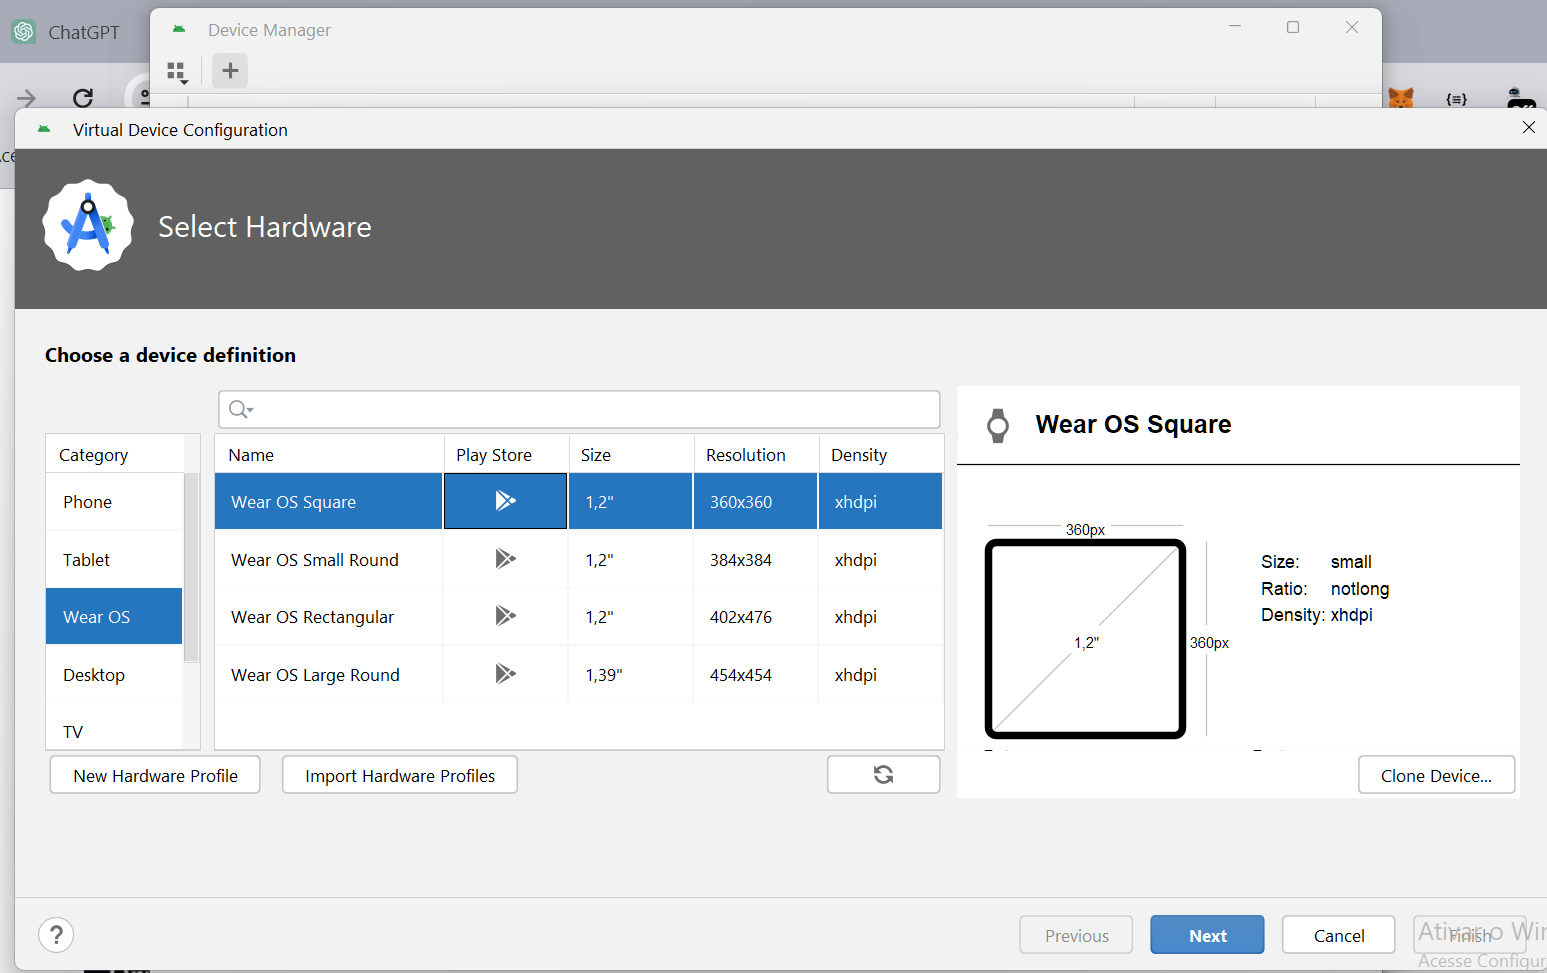 ChatGPT
Device Manager
Virtual Device Configuration
Select Hardware
Choose a device definition
Category
Phone
Tablet
Wear OS
Desktop
TV
Name Play Store Size Resolution Density
Wear OS Square 1,2" 360x360 xhdpi
Wear OS Small Round 1,2" 384x384 xhdpi
Wear OS Rectangular 1,2" 402x476 xhdpi
Wear OS Large Round 1,39" 454x454 xhdpi
Wear OS Square
360px
1,2"
360px
Size: small
Ratio: notlong
Density: xhdpi
New Hardware Profile
Import Hardware Profiles
Clone Device...
?
Previous
Next
Cancel
Finish
Ativar o Win
Acesse Configur